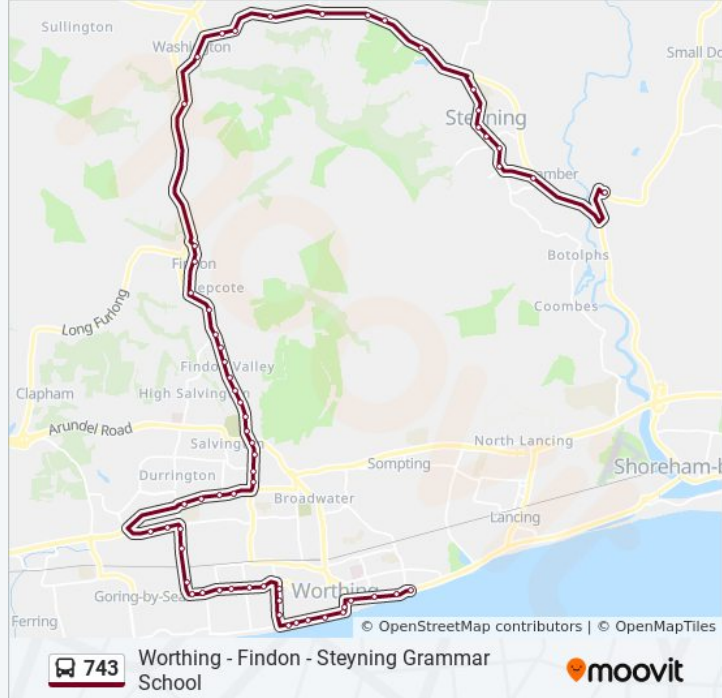 Sullington
Washington
Small Do
Steyning
mber
Botolphs
Findon
epcote
Coombes
Long Furlong
Findon Valley
Clapham
High Salvington
Arundel Road
Salvington
North Lancing
Sompting
Shoreham-b
Durrington
Broadwater
Lancing
Worthing
Goring-by-Sea
Ferring
© OpenStreetMap contributors | © OpenMapTiles
743
Worthing - Findon - Steyning Grammar
School
moovit